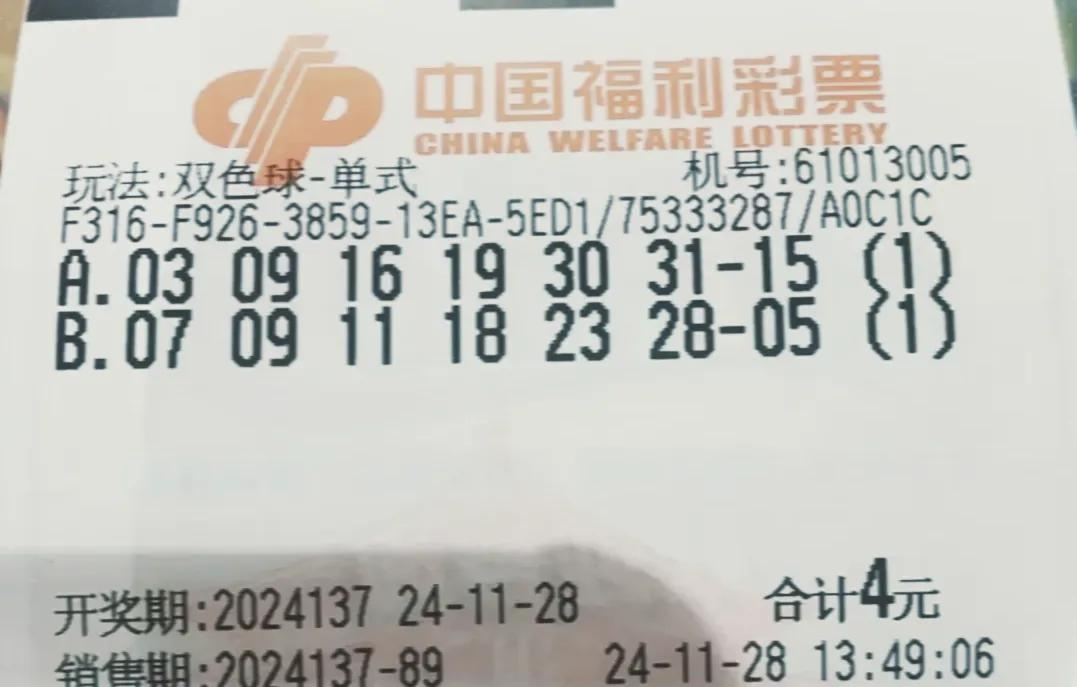 中国福利彩票
CHINA WELFARE LOTTERY
玩法:双色球-单式 机号:61013005
F316-F926-3859-13EA-5ED1/75333287/A0C1C
A.03 09 16 19 30 31-15 (1)
B.07 09 11 18 23 28-05 (1)
开奖期:2024137 24-11-28 合计4元
销售期:2024137-89 24-11-28 13:49:06